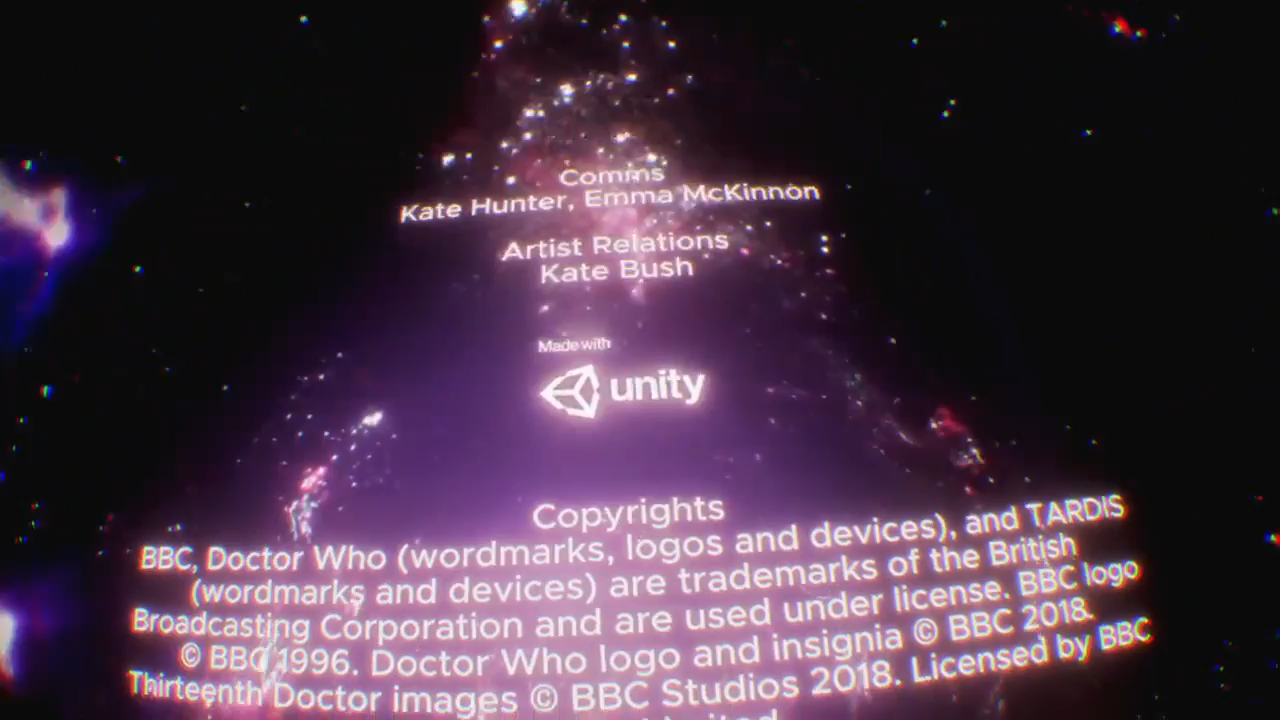 Comms
Kate Hunter, Emma McKinnon
Artist Relations
Kate Bush
Made with
unity
Copyrights
BBC, Doctor Who (wordmarks, logos and devices), and TARDIS
(wordmarks and devices) are trademarks of the British
Broadcasting Corporation and are used under license. BBC logo
© BBC 1996. Doctor Who logo and insignia © BBC 2018.
Thirteenth Doctor images © BBC Studios 2018. Licensed by BBC